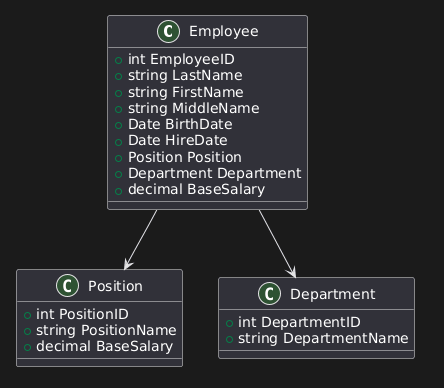 C Employee
int EmployeeID
string LastName
string FirstName
string MiddleName
Date BirthDate
Date HireDate
Position Position
Department Department
decimal BaseSalary
C Position
int PositionID
string PositionName
decimal BaseSalary
C Department
int DepartmentID
string DepartmentName